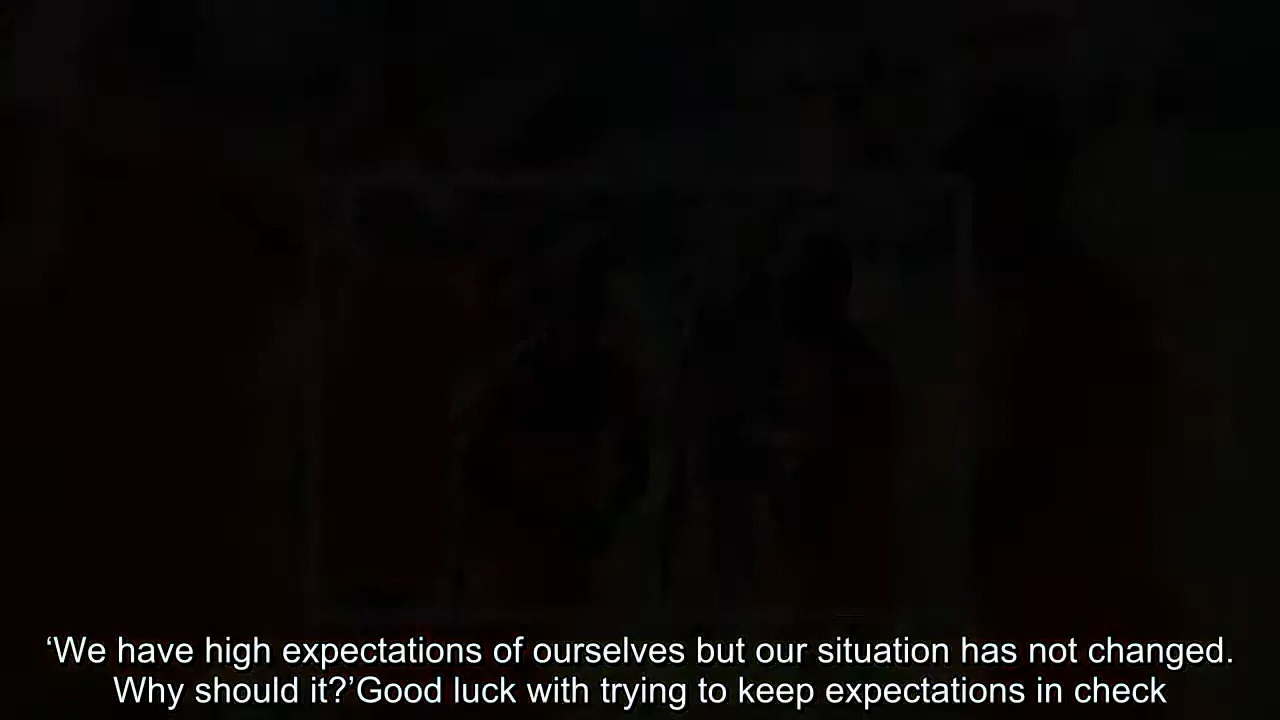 ‘We have high expectations of ourselves but our situation has not changed.
Why should it?’Good luck with trying to keep expectations in check